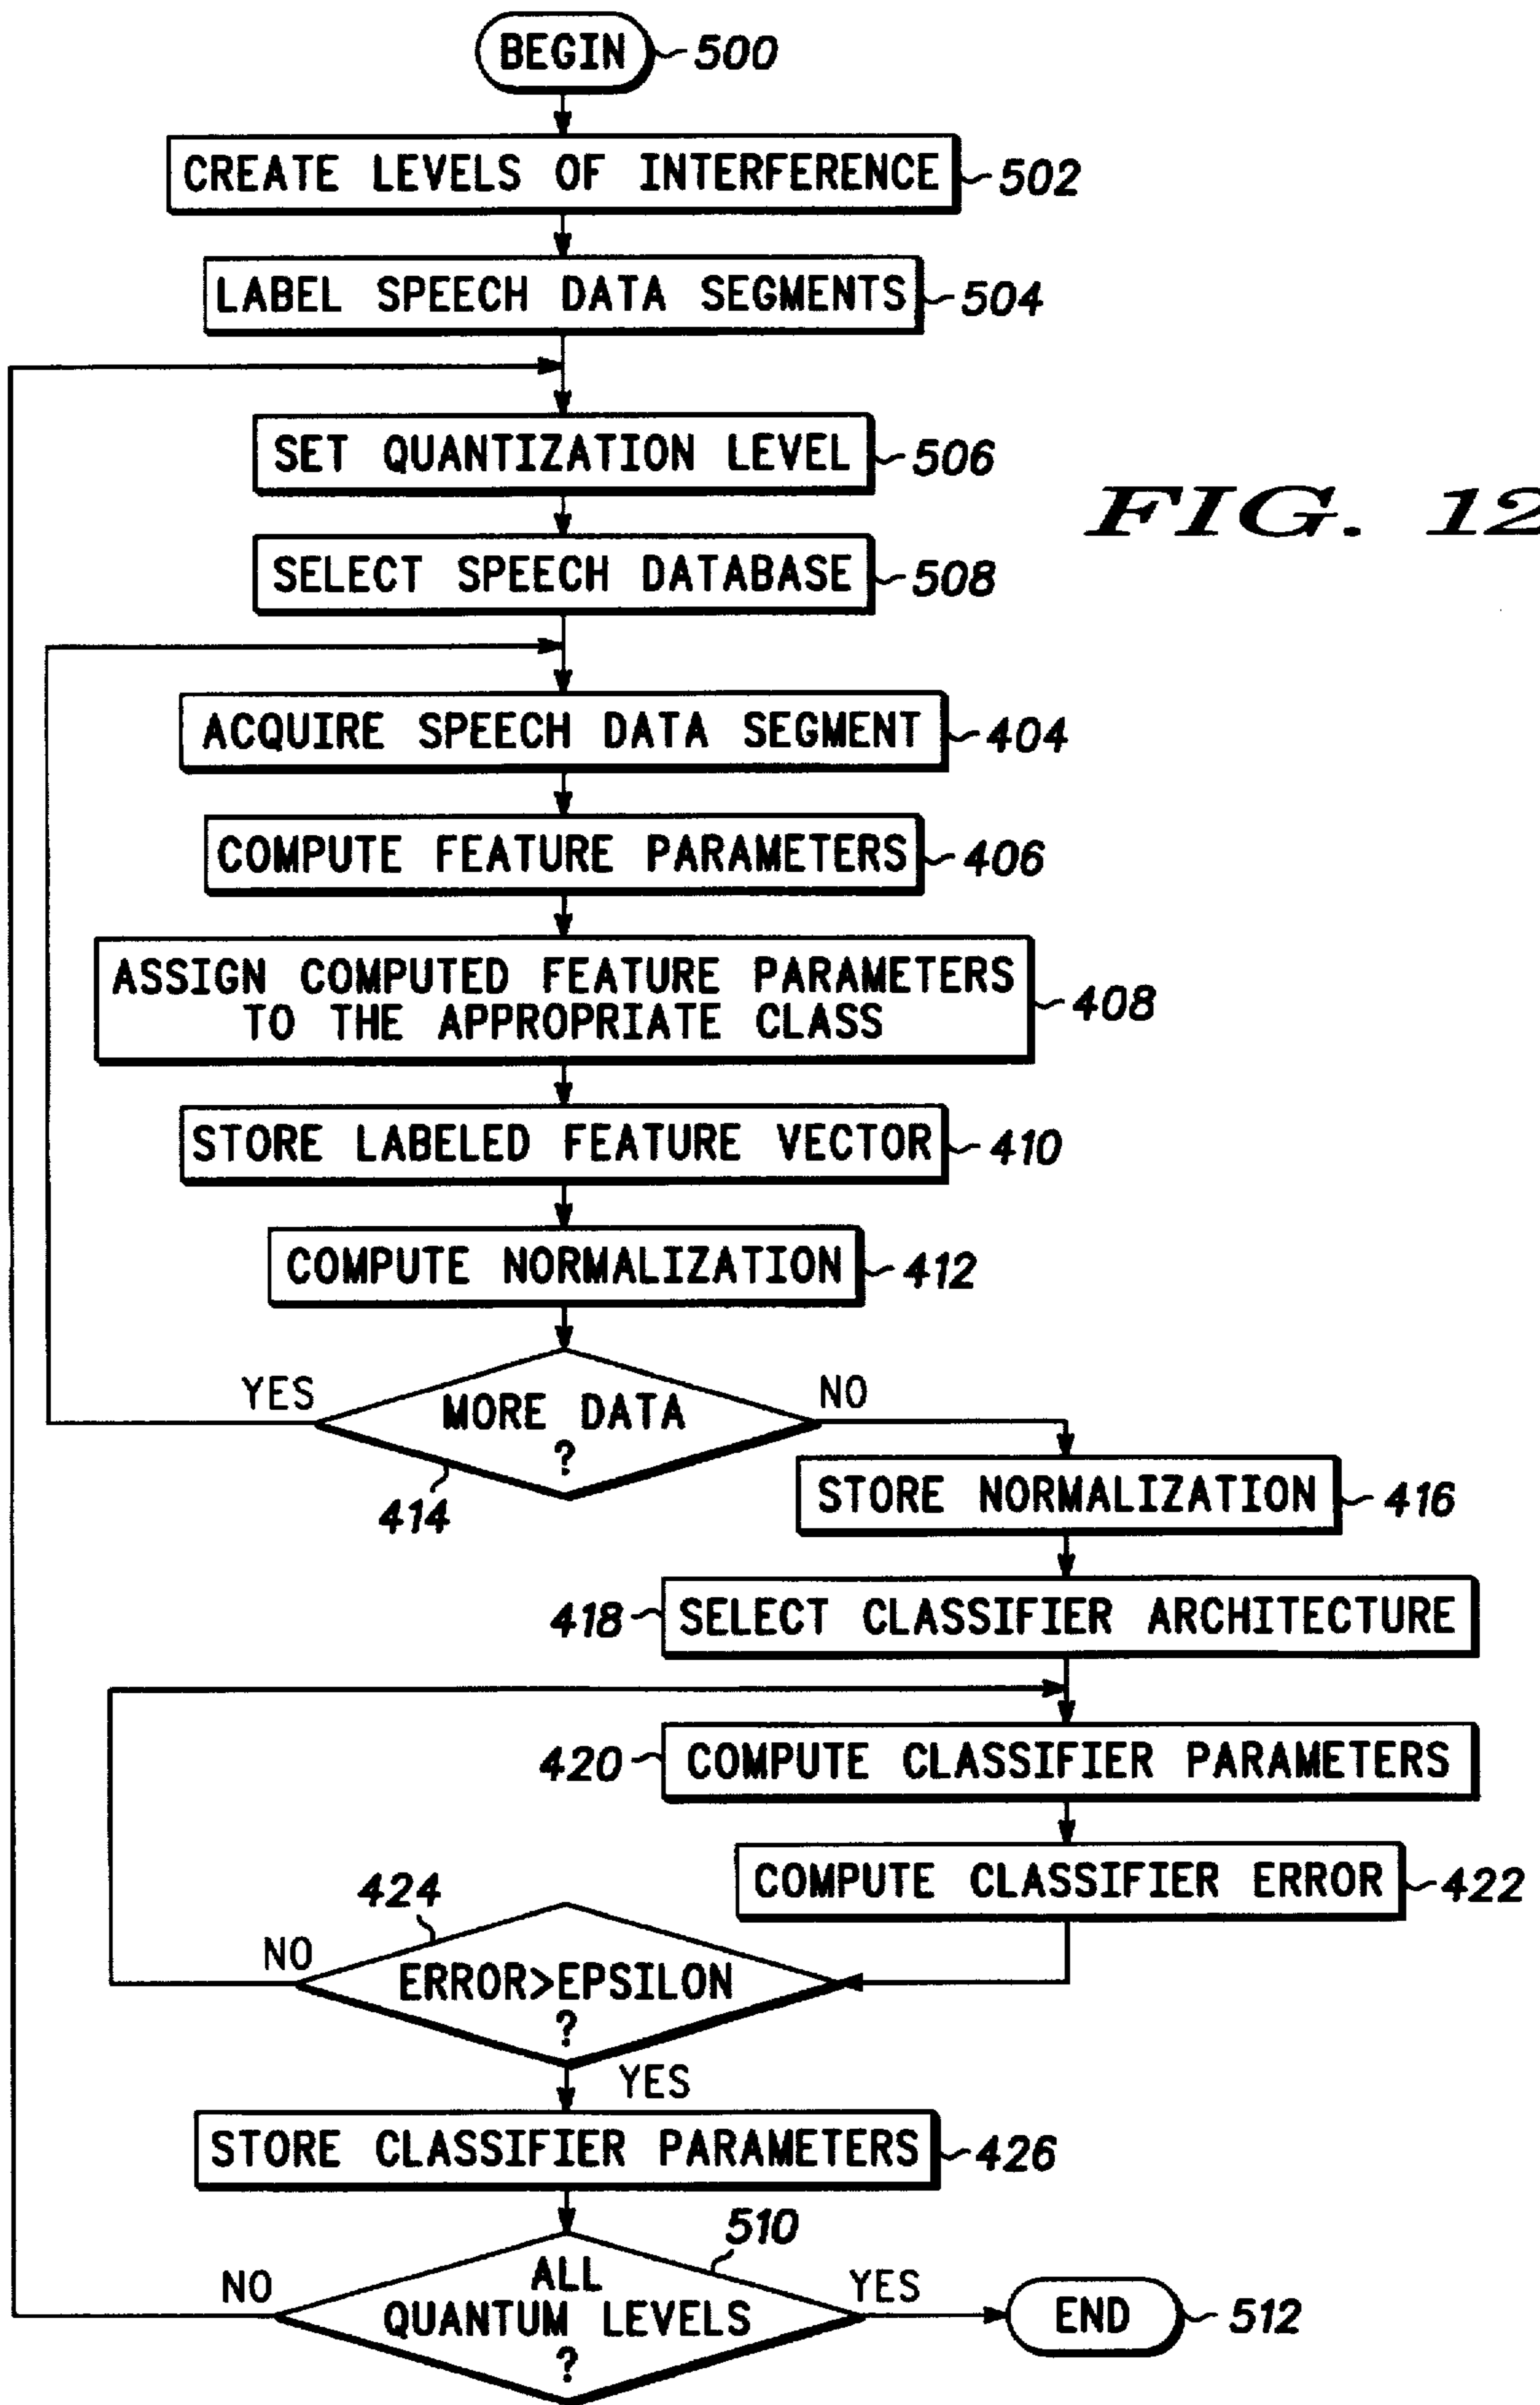 BEGIN 500
CREATE LEVELS OF INTERFERENCE 502
LABEL SPEECH DATA SEGMENTS 504
SET QUANTIZATION LEVEL 506
FIG. 12
SELECT SPEECH DATABASE 508
ACQUIRE SPEECH DATA SEGMENT 404
COMPUTE FEATURE PARAMETERS 406
ASSIGN COMPUTED FEATURE PARAMETERS
TO THE APPROPRIATE CLASS 408
STORE LABELED FEATURE VECTOR 410
COMPUTE NORMALIZATION 412
YES
NO
MORE DATA
?
414
STORE NORMALIZATION 416
418 SELECT CLASSIFIER ARCHITECTURE
420 COMPUTE CLASSIFIER PARAMETERS
COMPUTE CLASSIFIER ERROR 422
424
NO
ERROR>EPSILON
?
YES
STORE CLASSIFIER PARAMETERS 426
510
NO
ALL
QUANTUM LEVELS
?
YES
END 512